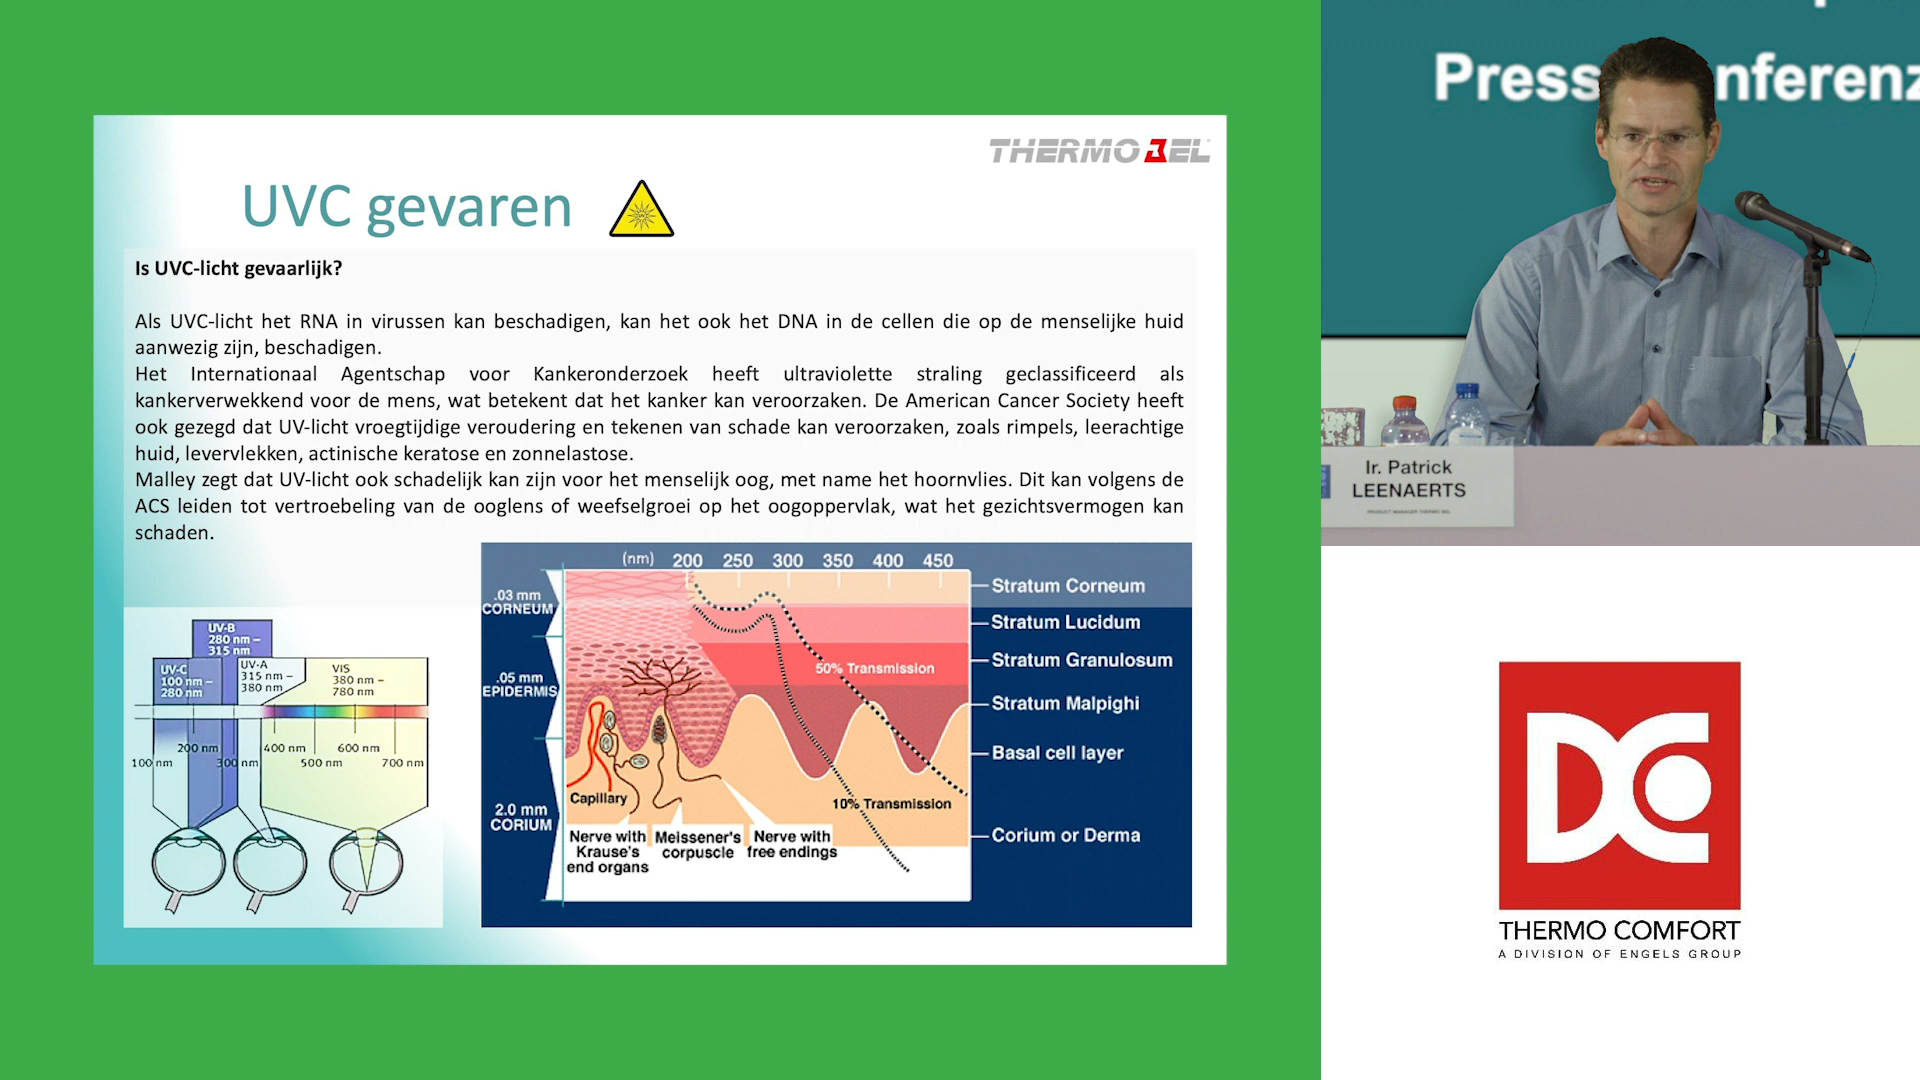 THERMO BEL
UVC gevaren
Is UVC-licht gevaarlijk?
Als UVC-licht het RNA in virussen kan beschadigen, kan het ook het DNA in de cellen die op de menselijke huid
aanwezig zijn, beschadigen.
Het Internationaal Agentschap voor Kankeronderzoek heeft ultraviolette straling geclassificeerd als
kankerverwekkend voor de mens, wat betekent dat het kanker kan veroorzaken. De American Cancer Society heeft
ook gezegd dat UV-licht vroegtijdige veroudering en tekenen van schade kan veroorzaken, zoals rimpels, leerachtige
huid, levervlekken, actinische keratose en zonnelastose.
Malley zegt dat UV-licht ook schadelijk kan zijn voor het menselijk oog, met name het hoornvlies. Dit kan volgens de
ACS leiden tot vertroebeling van de ooglens of weefselgroei op het oogoppervlak, wat het gezichtsvermogen kan
schaden.
UV-B
280 nm –
315 nm
UV-C
100 nm –
280 nm
UV-A
315 nm –
380 nm
VIS
380 nm –
780 nm
200 nm
400 nm
600 nm
100 nm
300 nm
500 nm
700 nm
(nm) 200 250 300 350 400 450
.03 mm
CORNEUM
.05 mm
EPIDERMIS
2.0 mm
CORIUM
Stratum Corneum
Stratum Lucidum
Stratum Granulosum
Stratum Malpighi
Basal cell layer
Corium or Derma
50% Transmission
10% Transmission
Capillary
Nerve with
Krause's
end organs
Meissener's
corpuscle
Nerve with
free endings
Press nferenz
Ir. Patrick
LEENAERTS
PRODUCT MANAGER THERMO BEL
DC
THERMO COMFORT
A DIVISION OF ENGELS GROUP